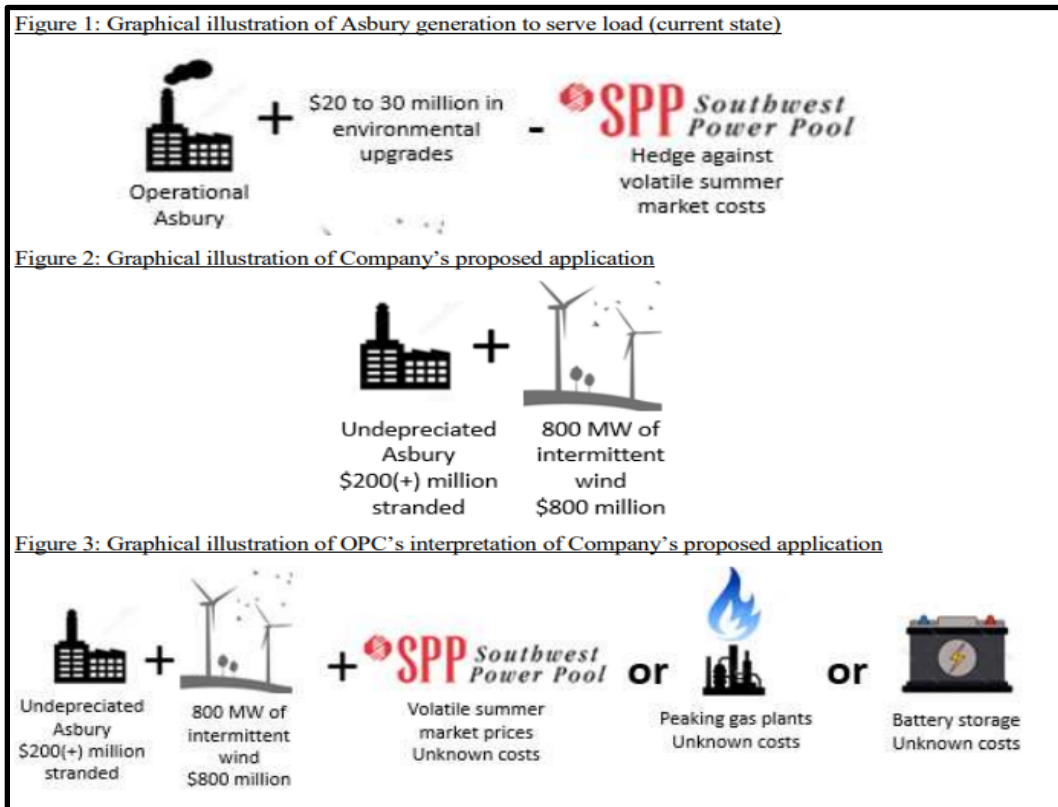 Figure 1: Graphical illustration of Asbury generation to serve load (current state)
Operational
Asbury
+
$20 to 30 million in
environmental
upgrades
-
SPP Southwest
Power Pool
Hedge against
volatile summer
market costs
Figure 2: Graphical illustration of Company's proposed application
Undepreciated
Asbury
$200(+) million
stranded
+
800 MW of
intermittent
wind
$800 million
Figure 3: Graphical illustration of OPC's interpretation of Company's proposed application
Undepreciated
Asbury
$200(+) million
stranded
+
800 MW of
intermittent
wind
$800 million
+
SPP Southwest
Power Pool
Volatile summer
market prices
Unknown costs
or
Peaking gas plants
Unknown costs
or
Battery storage
Unknown costs